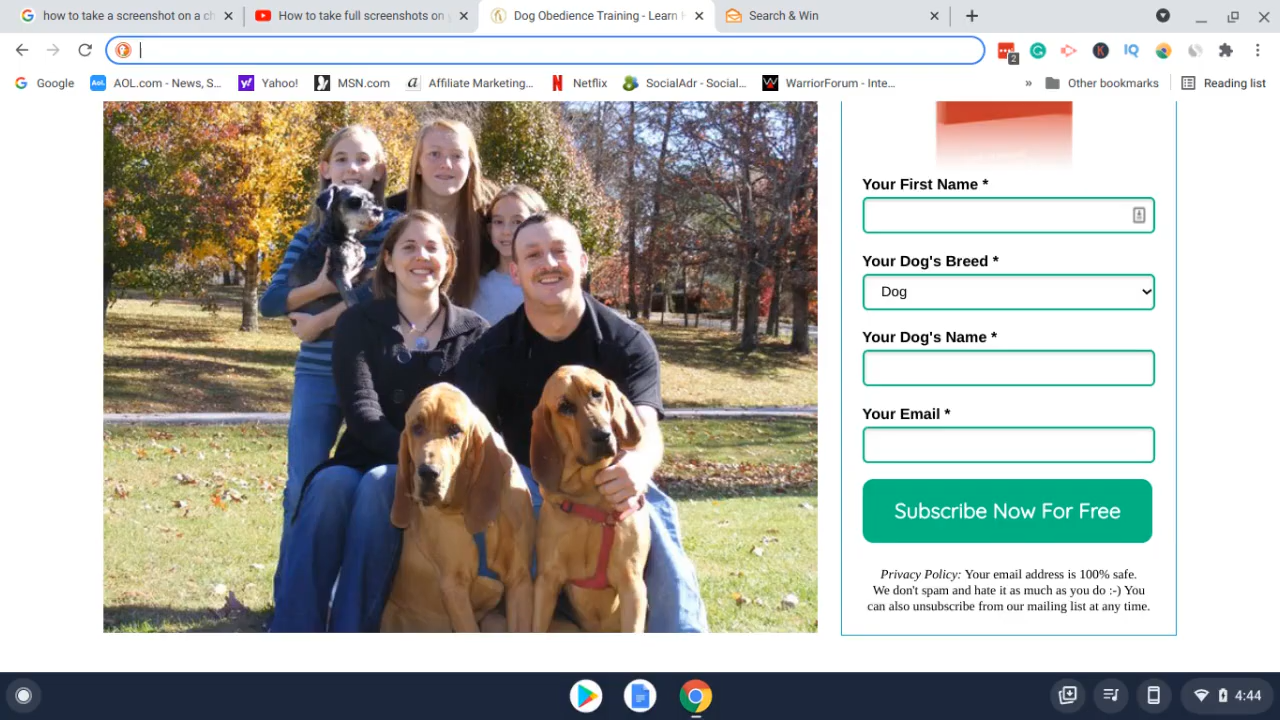 how to take a screenshot on a ch
How to take full screenshots on y
Dog Obedience Training - Learn H
Search & Win
2
K
IQ
Google
AOL.com - News, S...
Yahoo!
MSN.com
Affiliate Marketing...
Netflix
SocialAdr - Social...
WarriorForum - Inte...
»
Other bookmarks
Reading list
Your First Name *
Your Dog's Breed *
Dog
Your Dog's Name *
Your Email *
Subscribe Now For Free
Privacy Policy: Your email address is 100% safe.
We don't spam and hate it as much as you do :-) You
can also unsubscribe from our mailing list at any time.
4:44